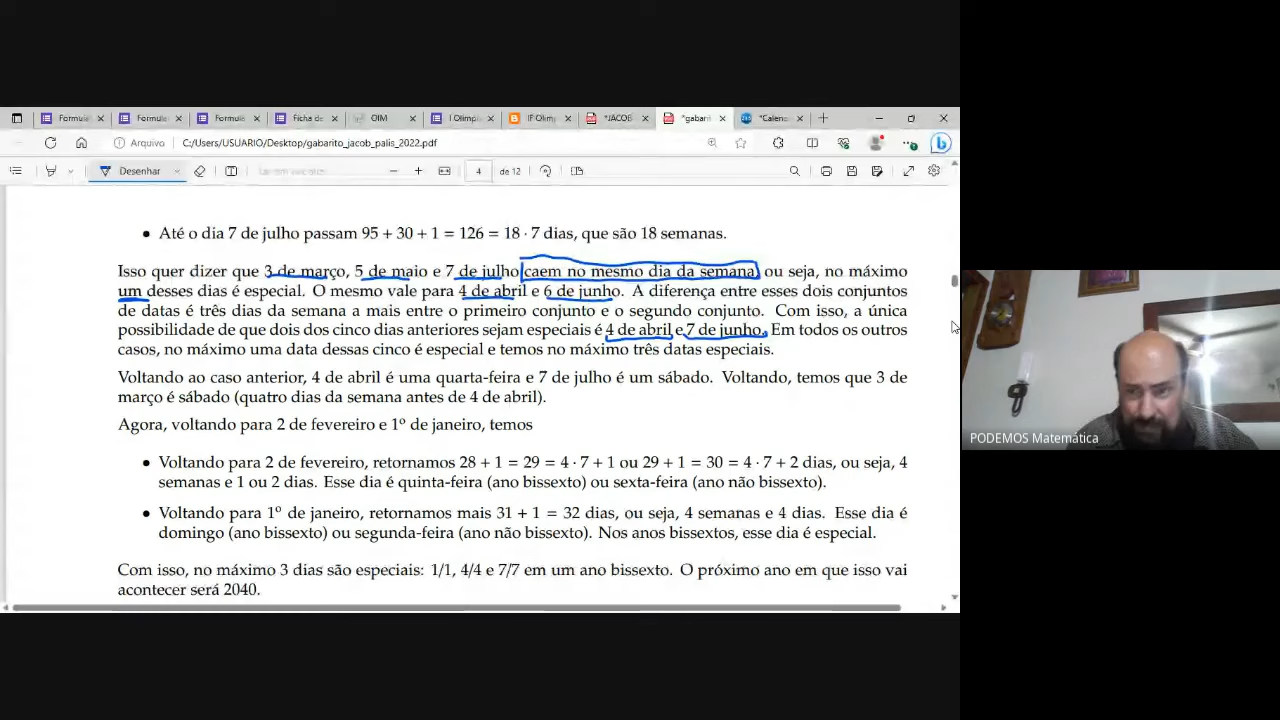 Formula
Formula
Formula
Ficha de
OIM
I Olimpí
IF Olimp
*JACOB
*gabari
*Calend
Arquivo
C:/Users/USUARIO/Desktop/gabarito_jacob_palis_2022.pdf
Desenhar
4
de 12
• Até o dia 7 de julho passam 95 + 30 + 1 = 126 = 18 · 7 dias, que são 18 semanas.
Isso quer dizer que 3 de março, 5 de maio e 7 de julho caem no mesmo dia da semana, ou seja, no máximo
um desses dias é especial. O mesmo vale para 4 de abril e 6 de junho. A diferença entre esses dois conjuntos
de datas é três dias da semana a mais entre o primeiro conjunto e o segundo conjunto. Com isso, a única
possibilidade de que dois dos cinco dias anteriores sejam especiais é 4 de abril e 7 de junho. Em todos os outros
casos, no máximo uma data dessas cinco é especial e temos no máximo três datas especiais.
Voltando ao caso anterior, 4 de abril é uma quarta-feira e 7 de julho é um sábado. Voltando, temos que 3 de
março é sábado (quatro dias da semana antes de 4 de abril).
Agora, voltando para 2 de fevereiro e 1º de janeiro, temos
• Voltando para 2 de fevereiro, retornamos 28 + 1 = 29 = 4 · 7 + 1 ou 29 + 1 = 30 = 4 · 7 + 2 dias, ou seja, 4
semanas e 1 ou 2 dias. Esse dia é quinta-feira (ano bissexto) ou sexta-feira (ano não bissexto).
• Voltando para 1º de janeiro, retornamos mais 31 + 1 = 32 dias, ou seja, 4 semanas e 4 dias. Esse dia é
domingo (ano bissexto) ou segunda-feira (ano não bissexto). Nos anos bissextos, esse dia é especial.
Com isso, no máximo 3 dias são especiais: 1/1, 4/4 e 7/7 em um ano bissexto. O próximo ano em que isso vai
acontecer será 2040.
PODEMOS Matemática